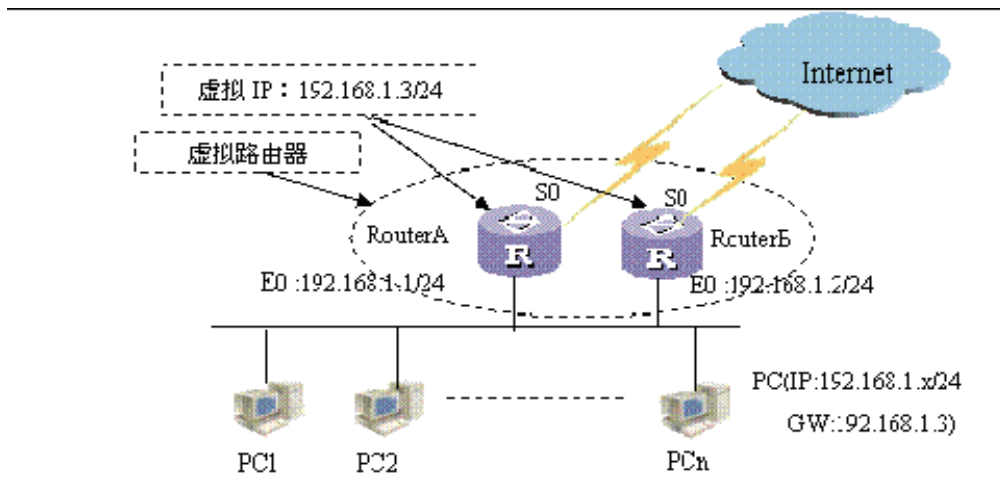 Internet
虚拟 IP：192.168.1.3/24
虚拟路由器
S0
S0
RouterA
R
R
RouterB
E0 :192.168.1.1/24
E0 :192.168.1.2/24
PC(IP:192.168.1.x/24
GW:192.168.1.3)
PC1
PC2
PCn